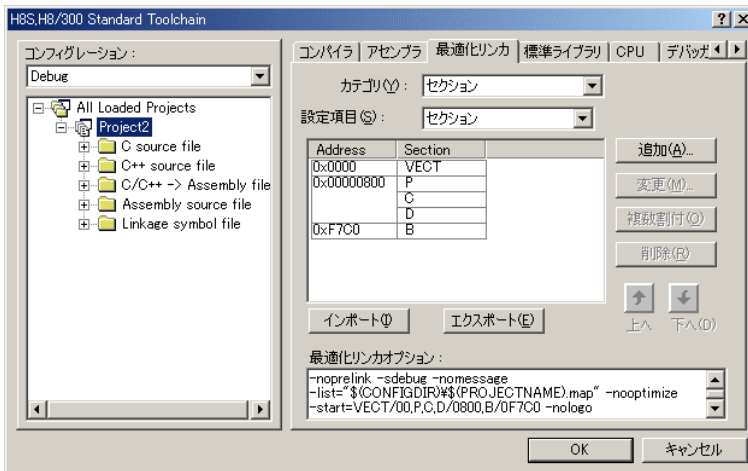 H8S,H8/300 Standard Toolchain
コンフィグレーション :
Debug
All Loaded Projects
Project2
C source file
C++ source file
C/C++ -> Assembly file
Assembly source file
Linkage symbol file
コンパイラ アセンブラ 最適化リンカ 標準ライブラリ CPU デバッガ
カテゴリ(Y) : セクション
設定項目(S) : セクション
Address Section
0x0000 VECT
0x00000800 P
C
D
0xF7C0 B
追加(A)...
変更(M)...
複数割付(O)
削除(R)
上へ 下へ(D)
インポート(I) エクスポート(E)
最適化リンカオプション :
-noprelink -sdebug -nomessage
-list="$(CONFIGDIR)¥$(PROJECTNAME).map" -nooptimize
-start=VECT/00,P,C,D/0800,B/0F7C0 -nologo
OK キャンセル